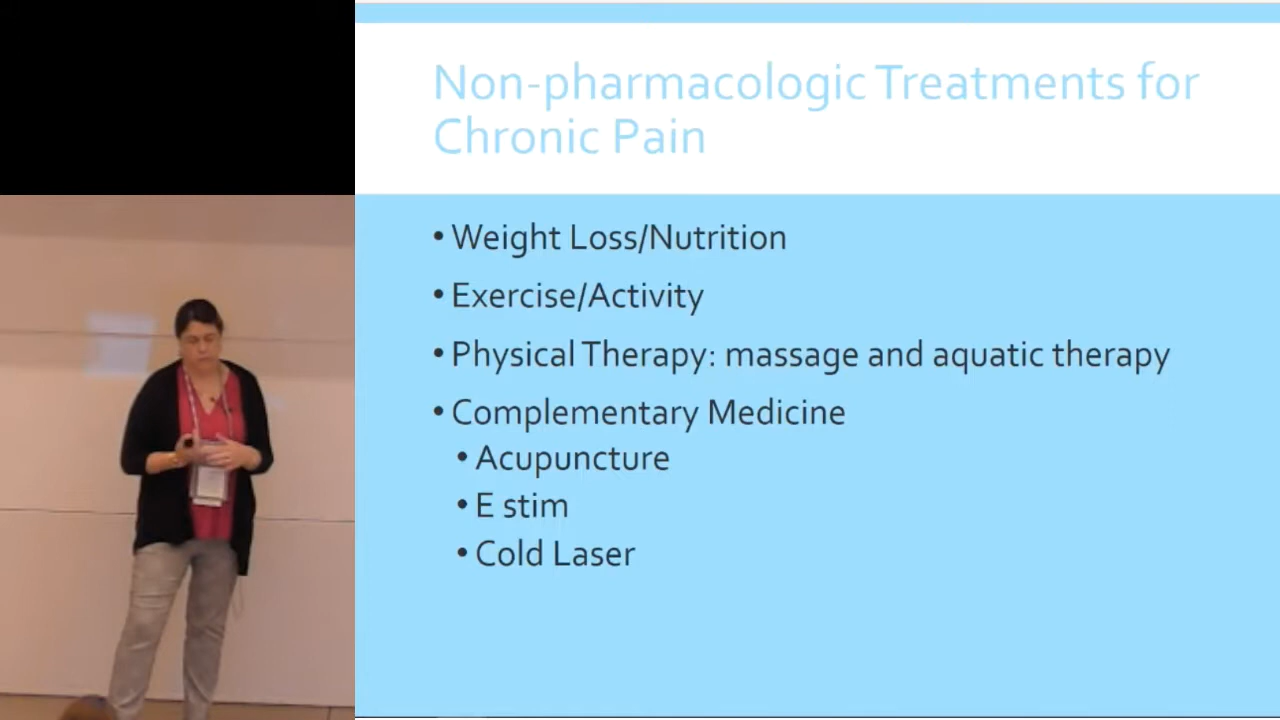 Non-pharmacologic Treatments for
Chronic Pain
• Weight Loss/Nutrition
• Exercise/Activity
• Physical Therapy: massage and aquatic therapy
• Complementary Medicine
• Acupuncture
• E stim
• Cold Laser